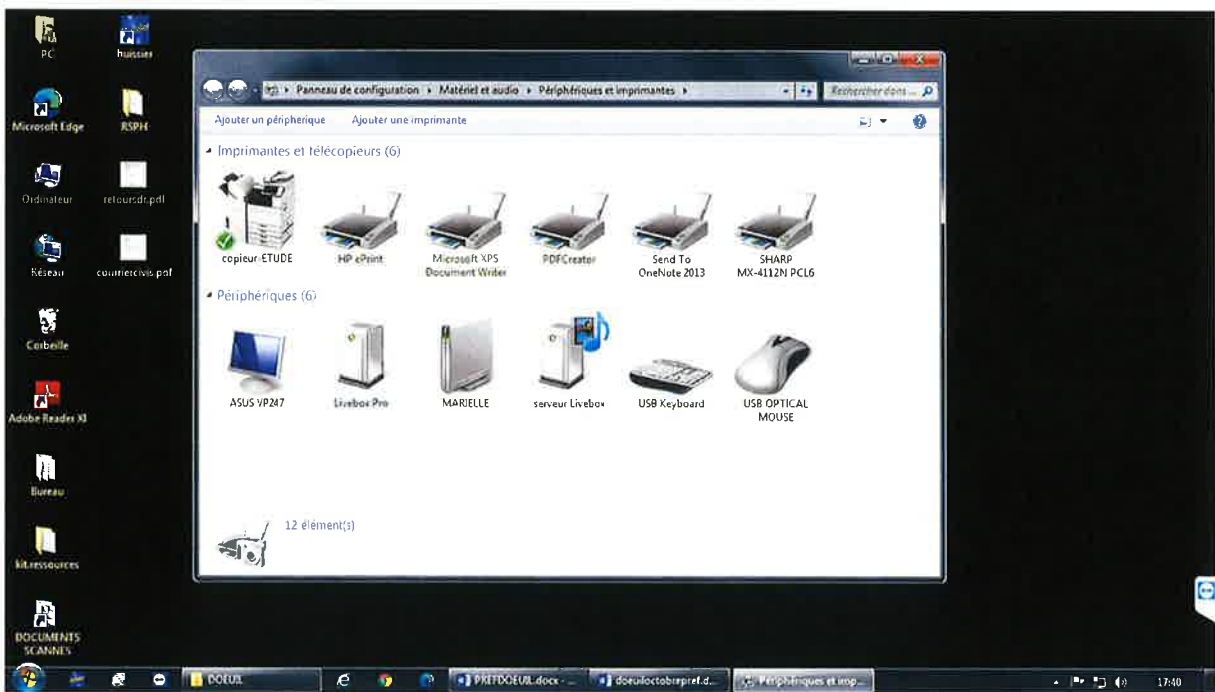 PC
huissier
Microsoft Edge
RSPH
Ordinateur
retoursdr.pdf
Réseau
courriercivis.pdf
Corbeille
Adobe Reader XI
Bureau
kit.ressources
DOCUMENTS
SCANNES
Panneau de configuration
Matériel et audio
Périphériques et imprimantes
Rechercher dans ...
Ajouter un périphérique
Ajouter une imprimante
Imprimantes et télécopieurs (6)
copieur-ETUDE
HP ePrint
Microsoft XPS
Document Writer
PDFCreator
Send To
OneNote 2013
SHARP
MX-4112N PCL6
Périphériques (6)
ASUS VP247
Livebox Pro
MARIELLE
serveur Livebox
USB Keyboard
USB OPTICAL
MOUSE
12 élément(s)
DOEUIL
PREFDOEUIL.docx - ...
doeuiloctobrepref.d...
Périphériques et imp...
17:40